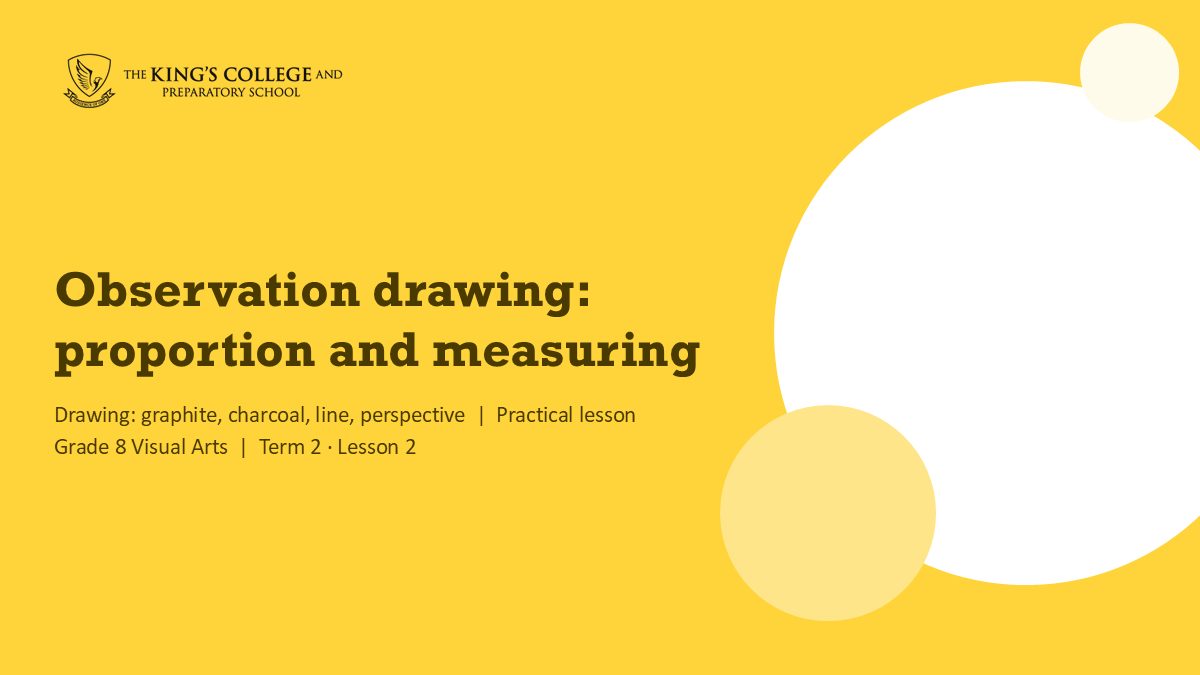 THE KING'S COLLEGE AND
PREPARATORY SCHOOL
Observation drawing:
proportion and measuring
Drawing: graphite, charcoal, line, perspective | Practical lesson
Grade 8 Visual Arts | Term 2 · Lesson 2